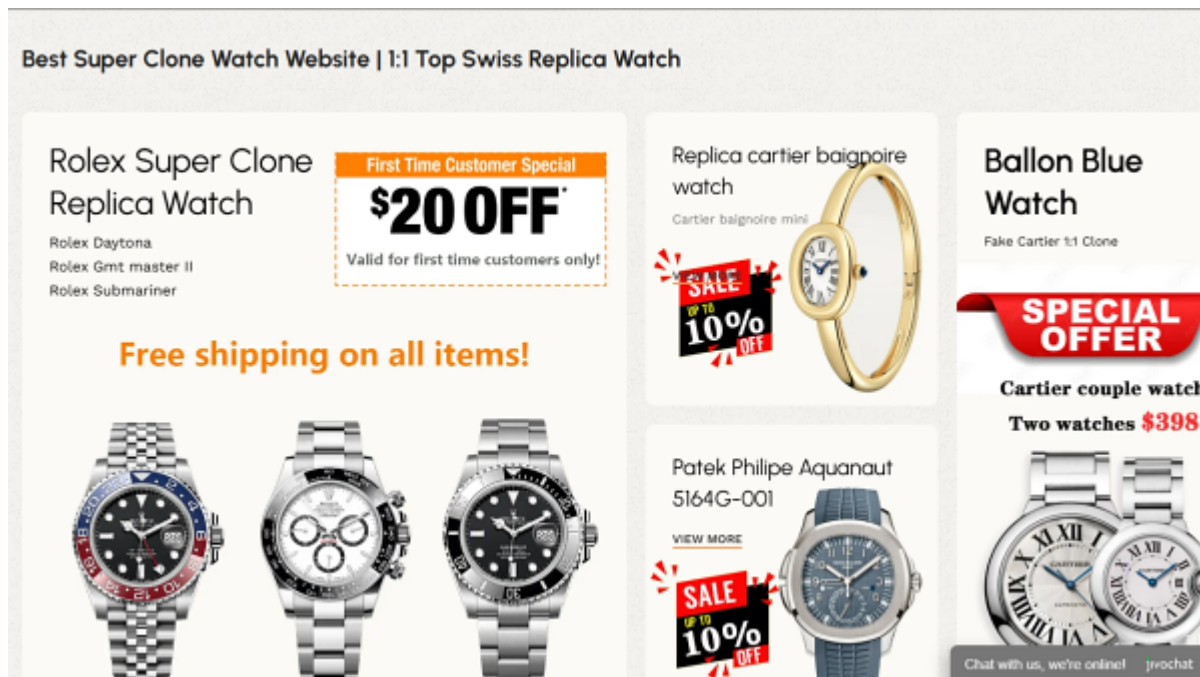 Best Super Clone Watch Website | 1:1 Top Swiss Replica Watch
Rolex Super Clone
Replica Watch
Rolex Daytona
Rolex Gmt master II
Rolex Submariner
First Time Customer Special
$20 OFF*
Valid for first time customers only!
Free shipping on all items!
Replica cartier baignoire
watch
Cartier baignoire mini
SALE
UP TO
10%
OFF
Patek Philipe Aquanaut
5164G-001
VIEW MORE
SALE
UP TO
10%
OFF
Ballon Blue
Watch
Fake Cartier 1:1 Clone
SPECIAL
OFFER
Cartier couple watch
Two watches $398
XII
CARTIER
XII
Chat with us, we're online! jivochat